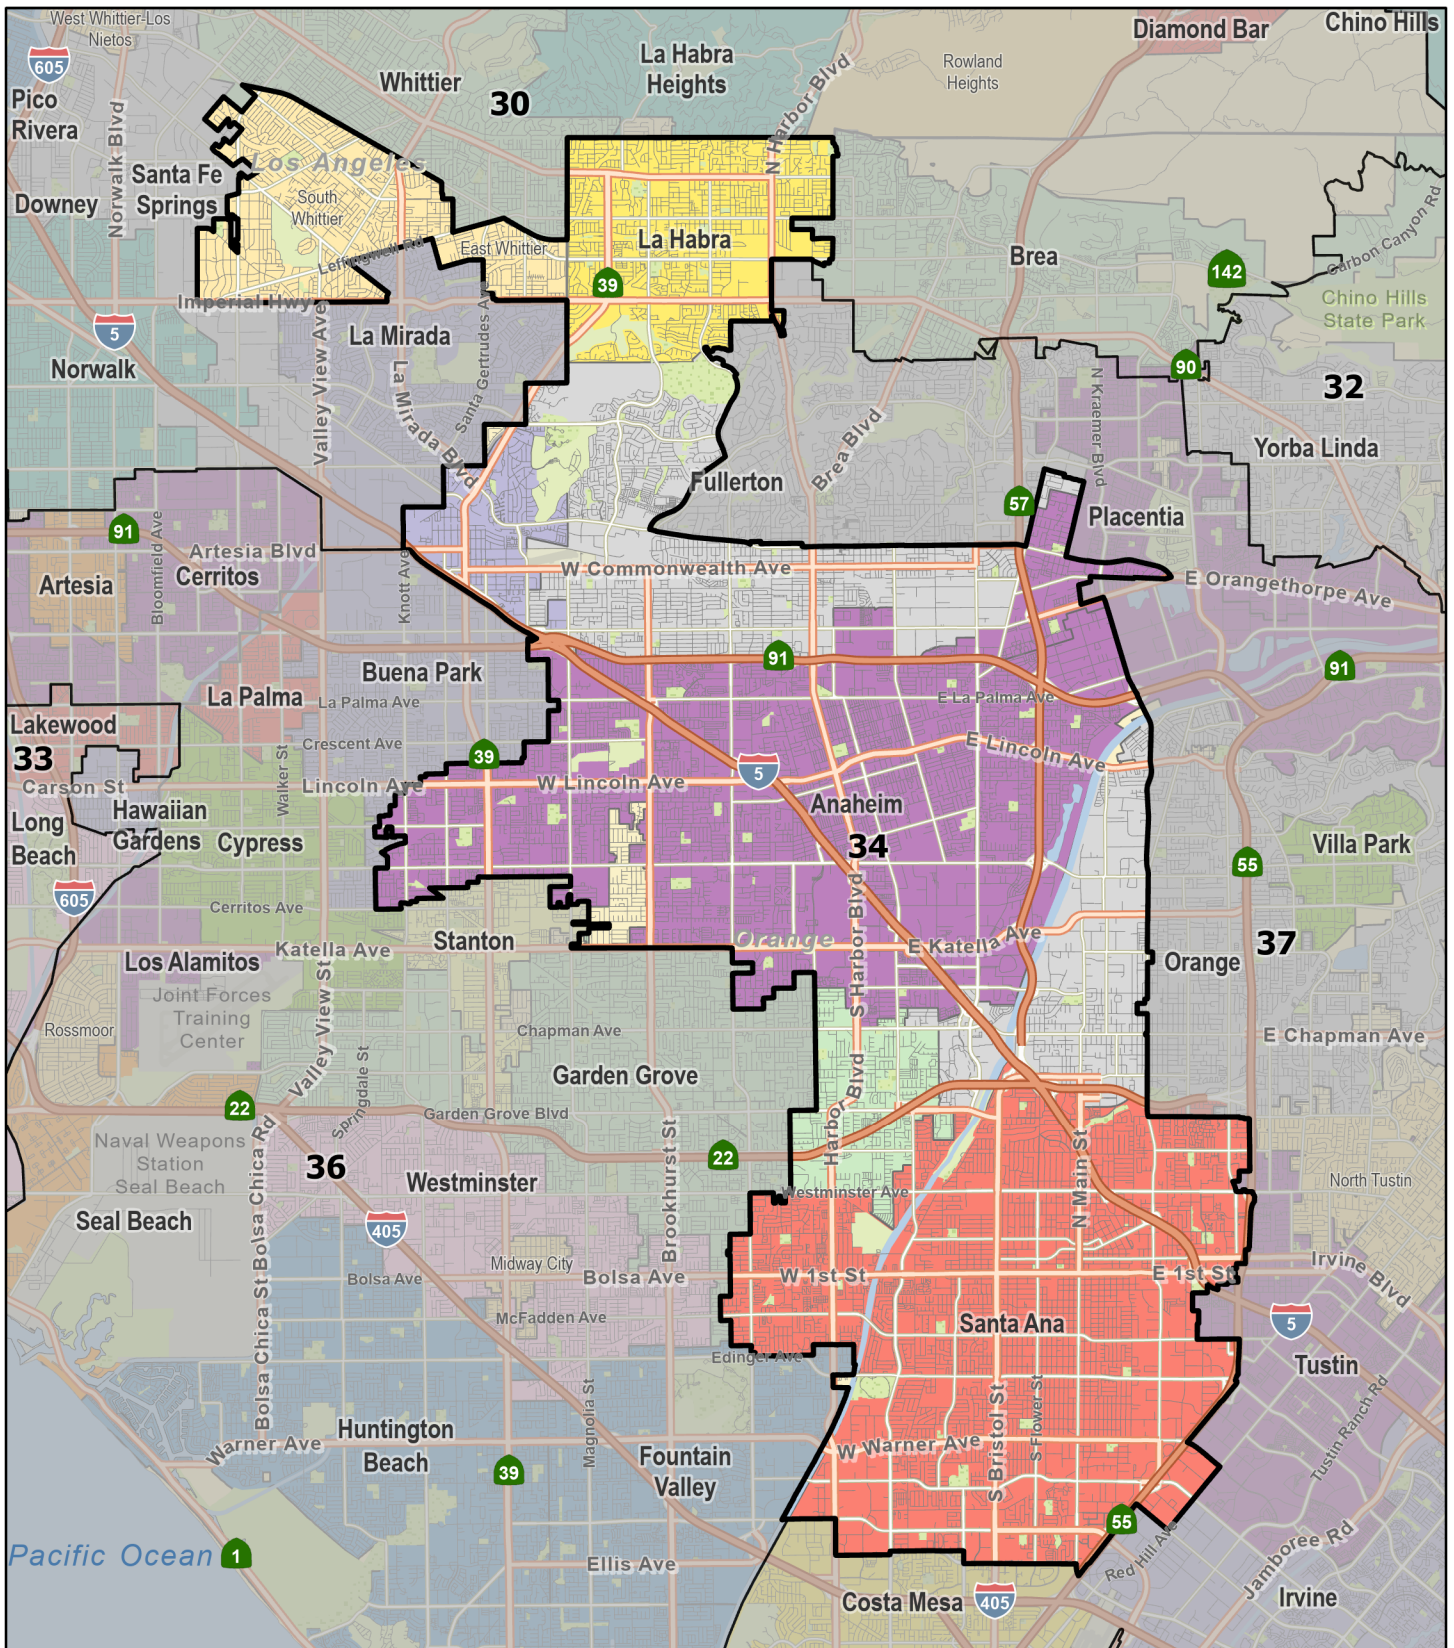 West Whittier-Los
Nietos
605
Pico
Rivera
Norwalk Blvd
Whittier
30
La Habra
Heights
N Harbor Blvd
Rowland
Heights
Diamond Bar
Chino Hills
Los Angeles
Santa Fe
Springs
Downey
South
Whittier
Leffingwell Rd
East Whittier
La Habra
39
Brea
142
Carbon Canyon Rd
Chino Hills
State Park
Imperial Hwy
5
La Mirada
Norwalk
Valley View Ave
La Mirada Blvd
Santa Gertrudes Ave
90
32
N Kraemer Blvd
Brea Blvd
Yorba Linda
Fullerton
57
Placentia
91
Artesia Blvd
Cerritos
Artesia
Bloomfield Ave
Knott Ave
W Commonwealth Ave
E Orangethorpe Ave
91
91
Buena Park
La Palma
La Palma Ave
E La Palma Ave
Lakewood
33
Crescent Ave
39
E Lincoln Ave
Carson St
Walker St
Lincoln Ave
W Lincoln Ave
5
Anaheim
34
Long
Beach
Hawaiian
Gardens
Cypress
Villa Park
55
605
Cerritos Ave
Stanton
Katella Ave
Orange
S Harbor Blvd
E Katella Ave
37
Orange
Los Alamitos
Joint Forces
Training
Center
Rossmoor
Valley View St
Chapman Ave
E Chapman Ave
Garden Grove
Springdale St
Harbor Blvd
22
Garden Grove Blvd
Naval Weapons
Station
Seal Beach
Bolsa Chica Rd
36
22
Brookhurst St
N Main St
Westminster
Westminster Ave
North Tustin
Seal Beach
405
Midway City
Bolsa Ave
Bolsa Ave
W 1st St
E 1st St
Irvine Blvd
Bolsa Chica St
McFadden Ave
Santa Ana
5
Edinger Ave
Tustin
Magnolia St
S Bristol St
S Flower St
Tustin Ranch Rd
Huntington
Beach
Warner Ave
W Warner Ave
39
Fountain
Valley
55
Pacific Ocean
1
Ellis Ave
Red Hill Ave
Jamboree Rd
Costa Mesa
405
Irvine